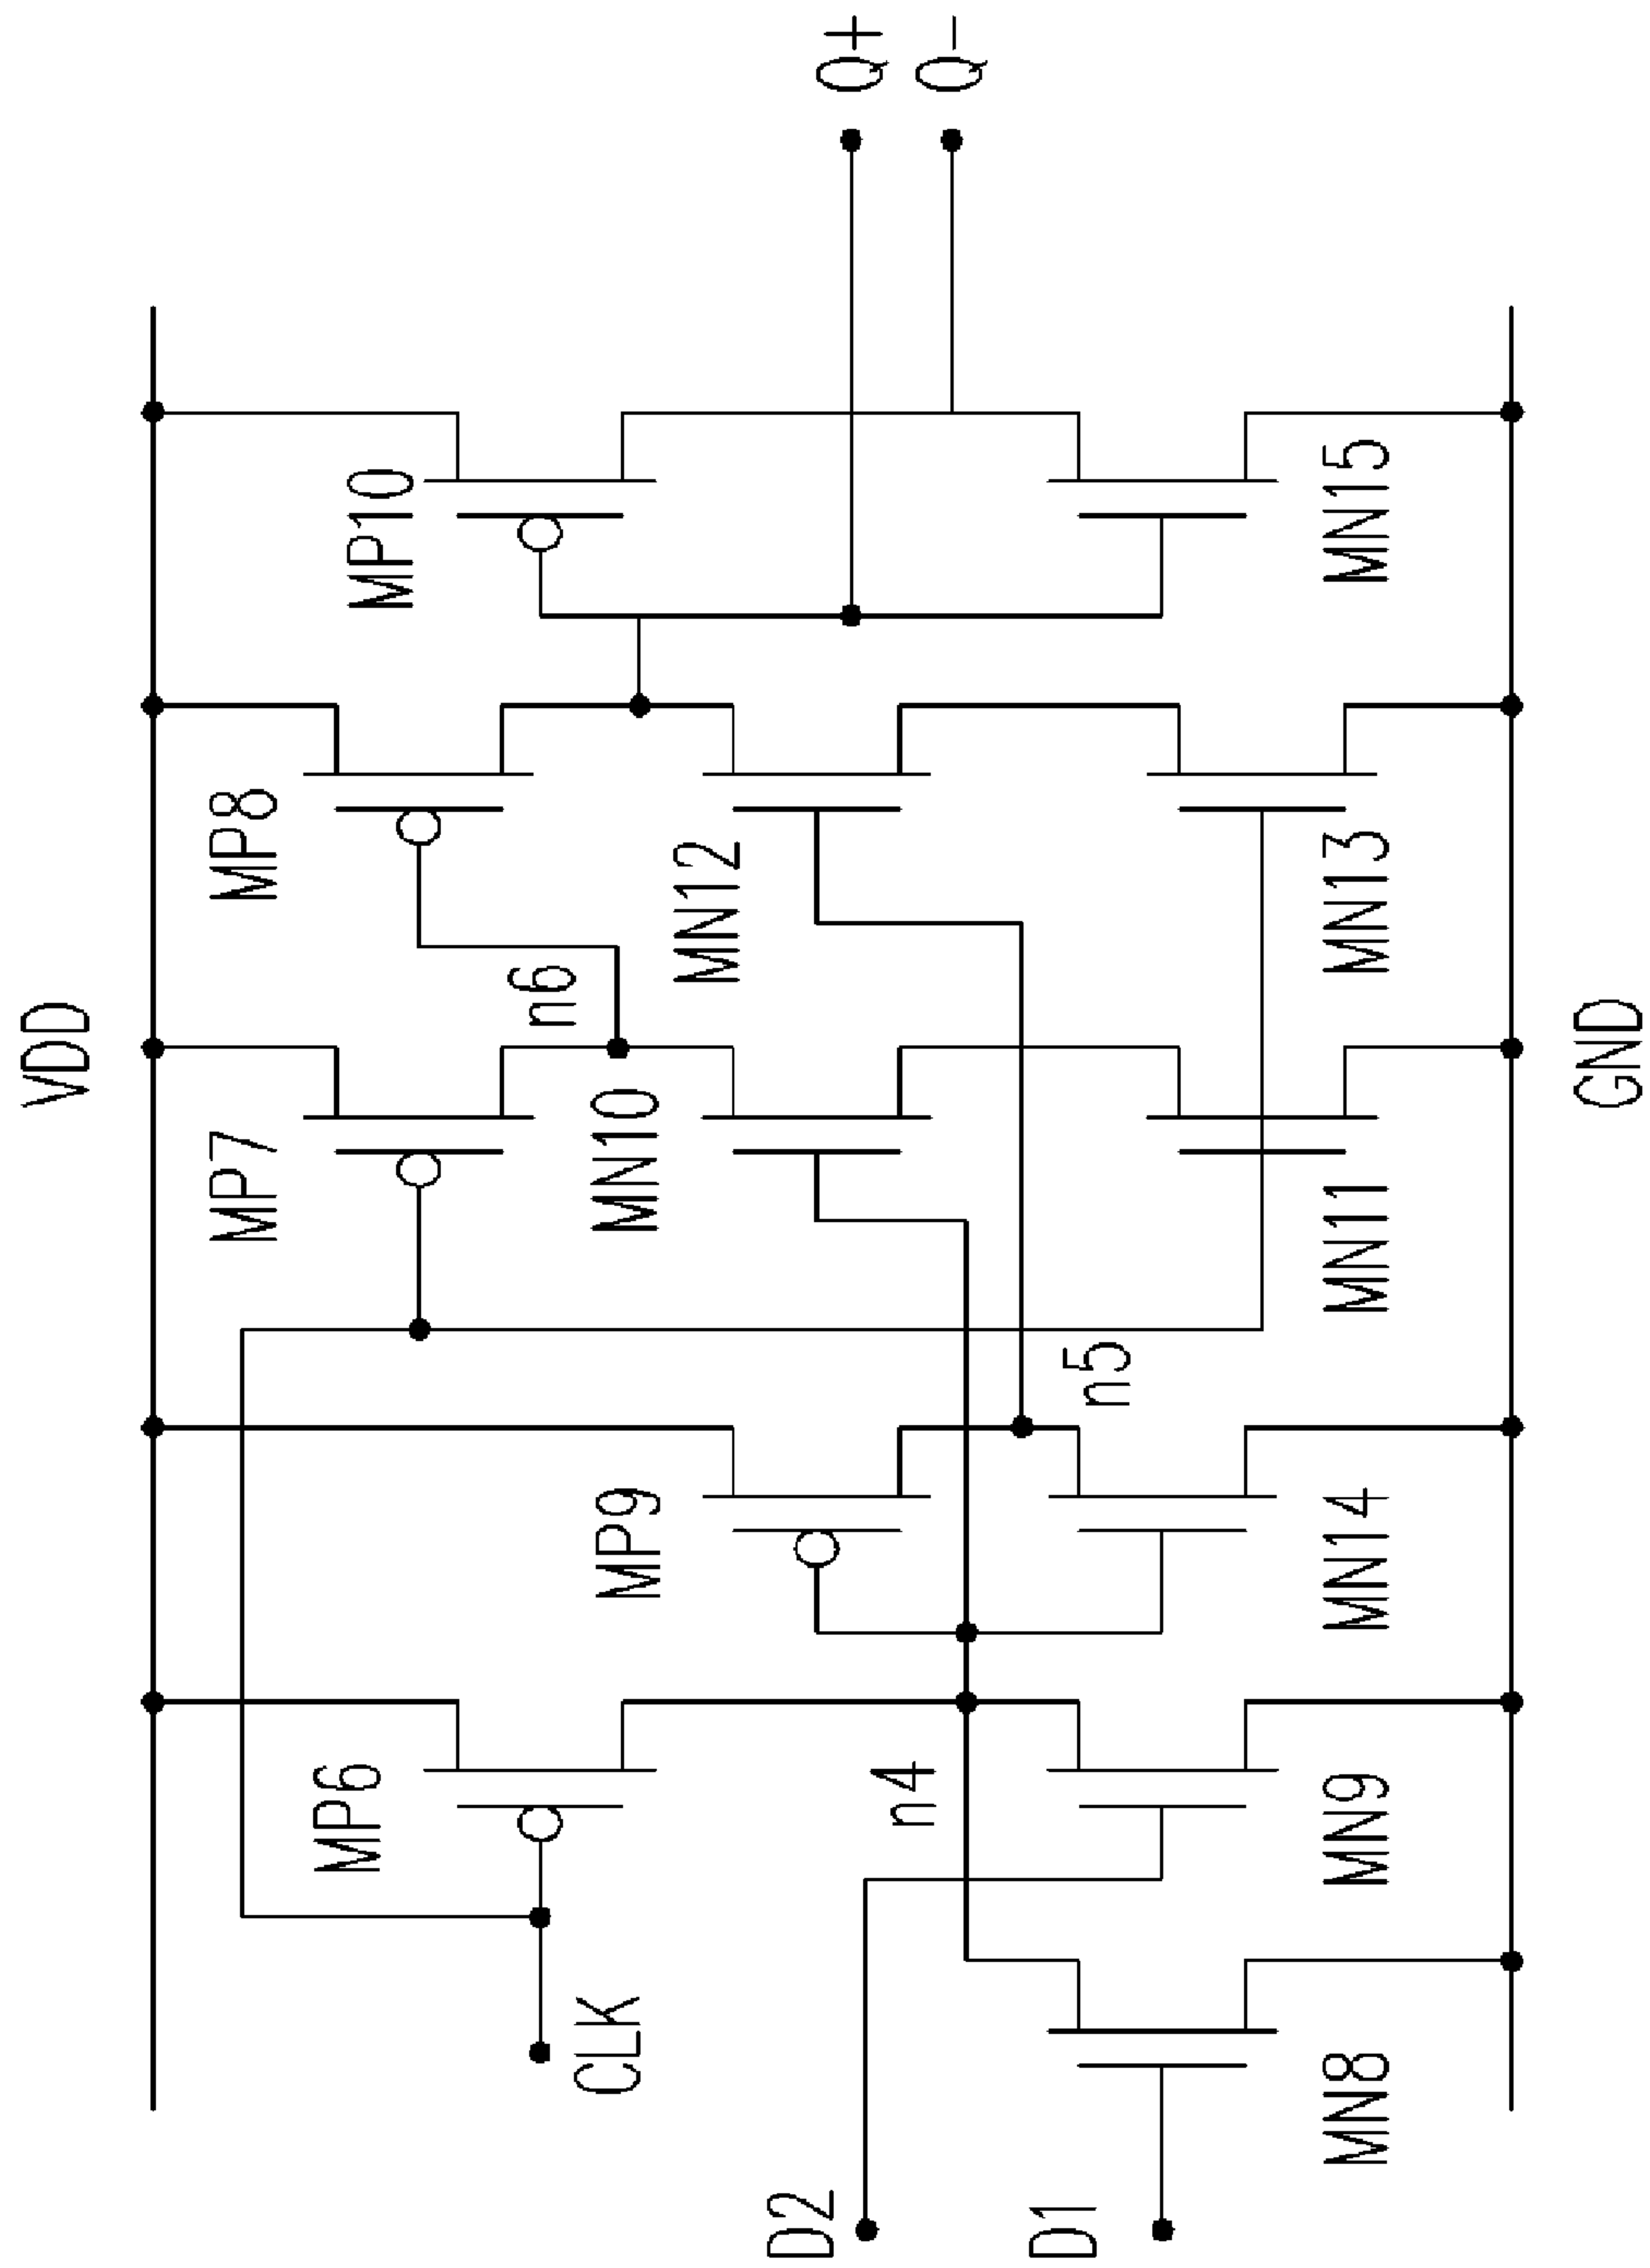 VDD
MP6
MP9
MP7
MP8
MP10
n6
MN10
MN12
CLK
Q+
Q−
D2
n4
n5
D1
MN8
MN9
MN14
MN11
MN13
MN15
GND